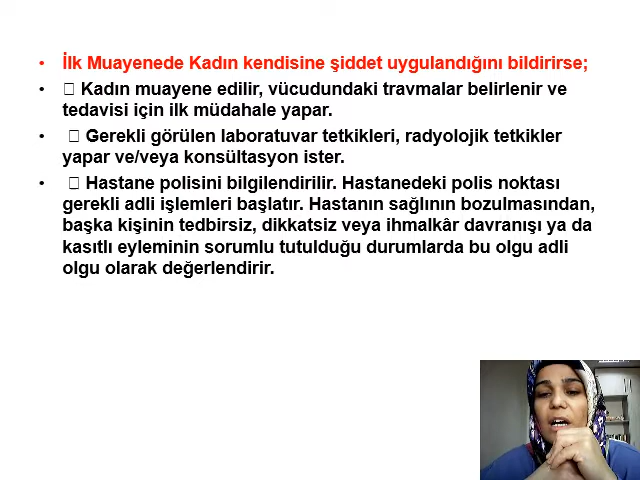 • İlk Muayenede Kadın kendisine şiddet uygulandığını bildirirse;
• Kadın muayene edilir, vücudundaki travmalar belirlenir ve
tedavisi için ilk müdahale yapar.
• Gerekli görülen laboratuvar tetkikleri, radyolojik tetkikler
yapar ve/veya konsültasyon ister.
• Hastane polisini bilgilendirilir. Hastanedeki polis noktası
gerekli adli işlemleri başlatır. Hastanın sağlının bozulmasından,
başka kişinin tedbirsiz, dikkatsiz veya ihmalkâr davranışı ya da
kasıtlı eyleminin sorumlu tutulduğu durumlarda bu olgu adli
olgu olarak değerlendirir.